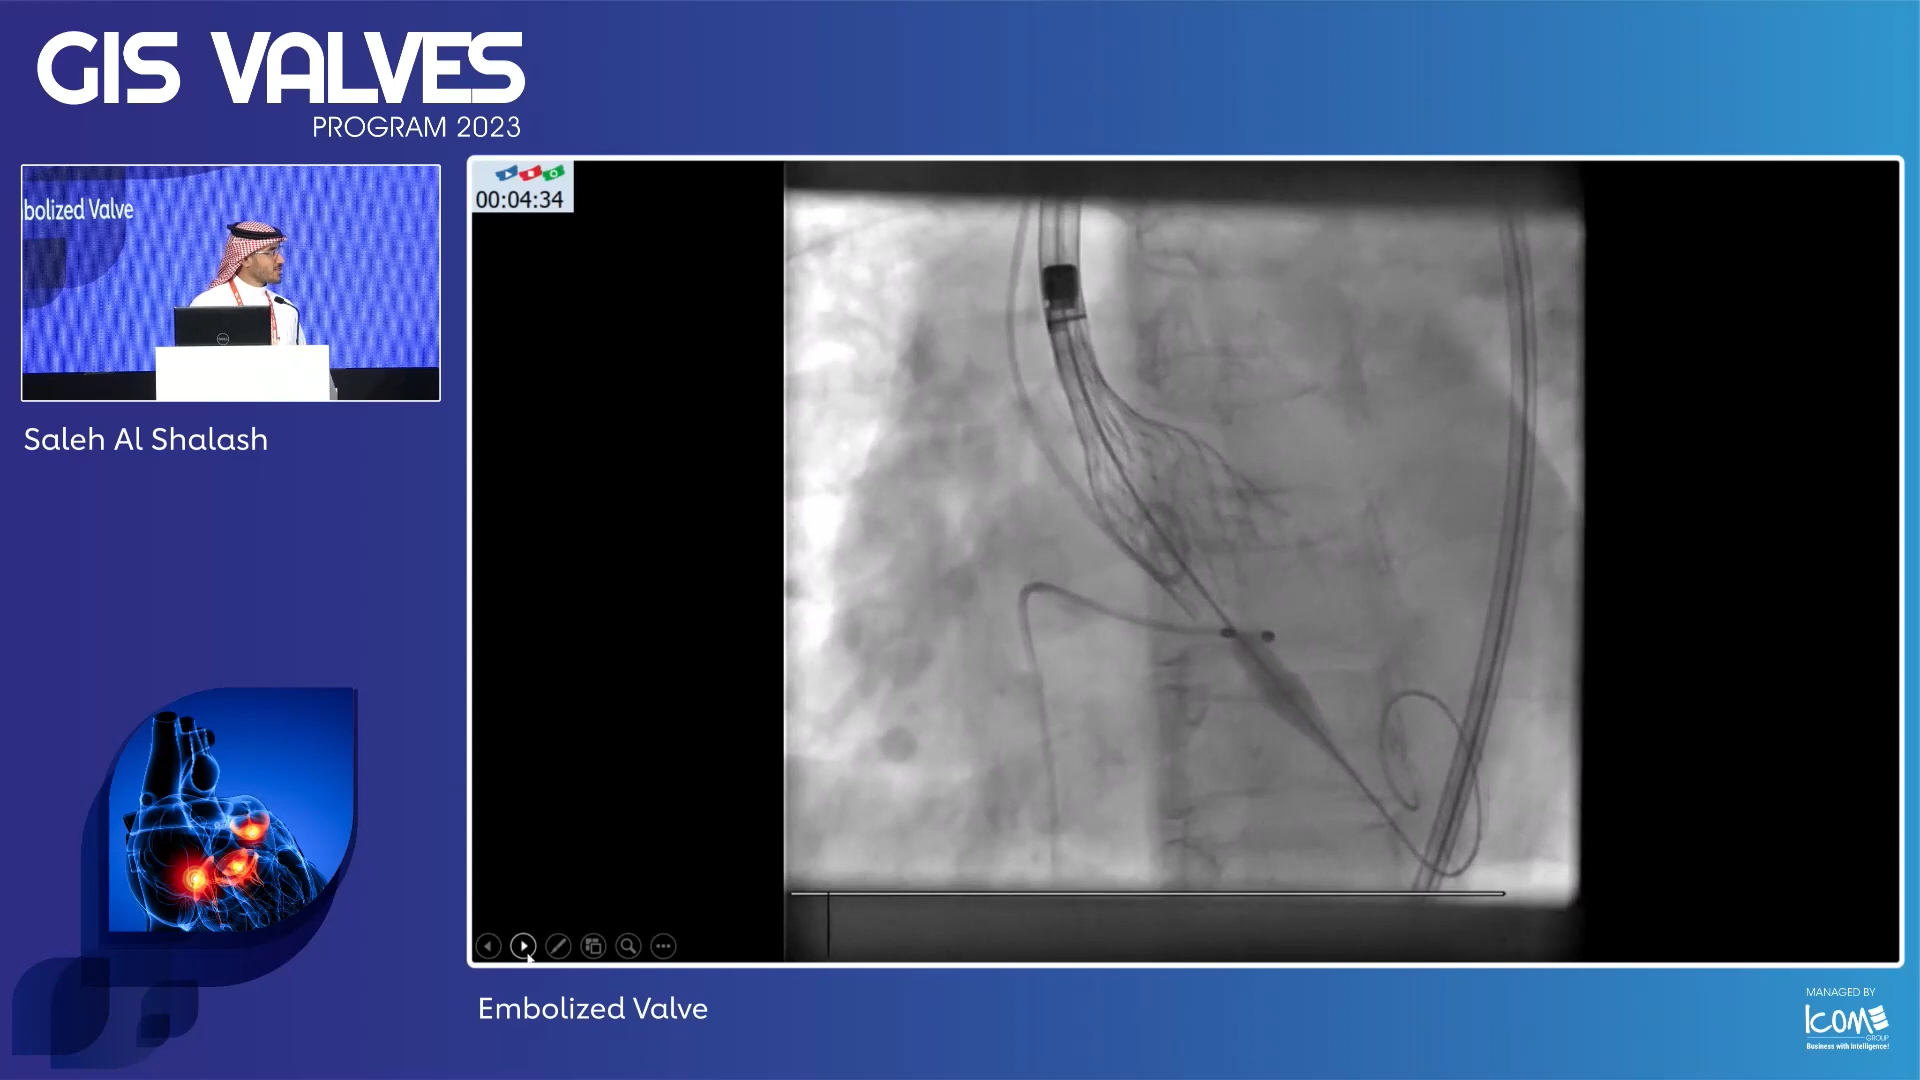 GIS VALVES
PROGRAM 2023
bolized Valve
00:04:34
Saleh Al Shalash
Embolized Valve
MANAGED BY
ICOM
GROUP
Business with Intelligence!